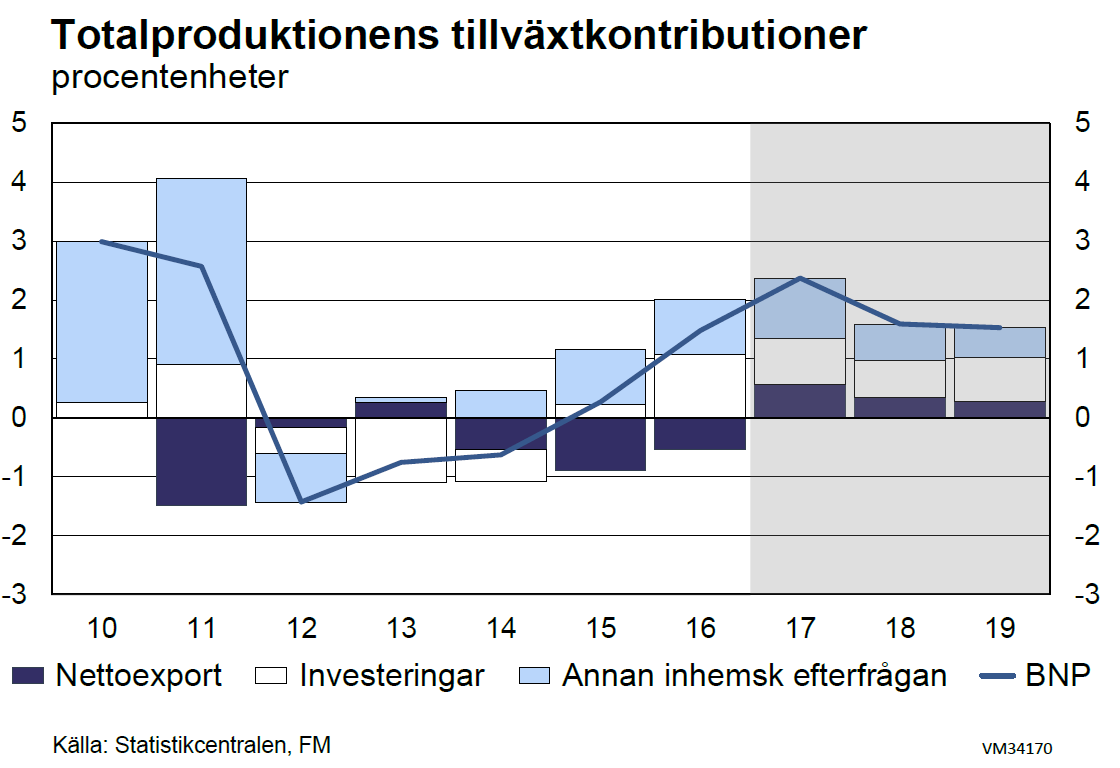 Totalproduktionens tillväxtkontributioner
procentenheter
5 5
4 4
3 3
2 2
1 1
0 0
-1 -1
-2 -2
-3 -3
10 11 12 13 14 15 16 17 18 19
Nettoexport Investeringar Annan inhemsk efterfrågan BNP
Källa: Statistikcentralen, FM VM34170